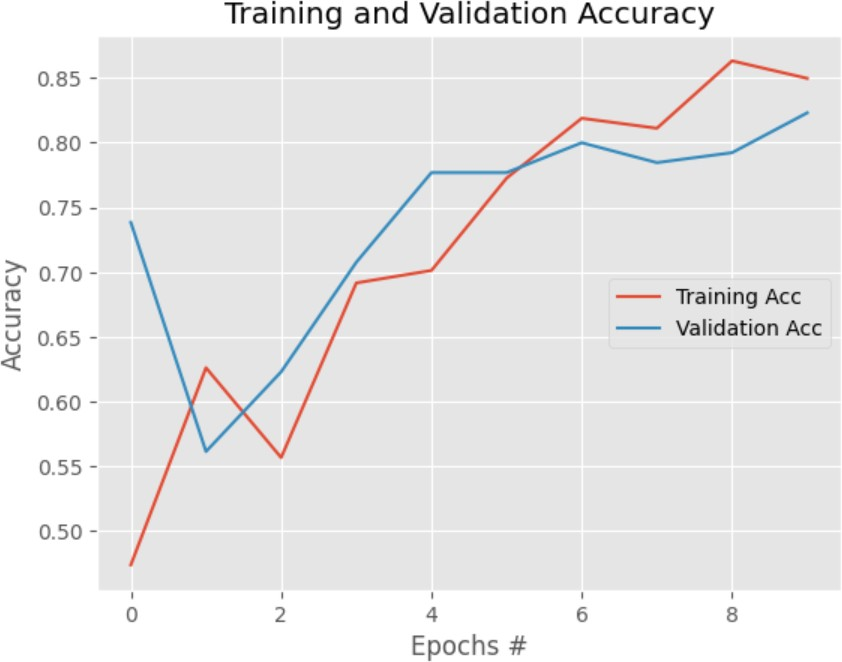 Training and Validation Accuracy
Accuracy
0.85
0.80
0.75
0.70
0.65
0.60
0.55
0.50
Training Acc
Validation Acc
0 2 4 6 8
Epochs #